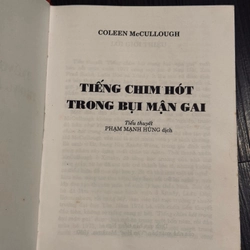 COLEEN McCULLOUGH
TIẾNG CHIM HÓT
TRONG BỤI MẬN GAI
Tiểu thuyết
PHẠM MẠNH HÙNG dịch